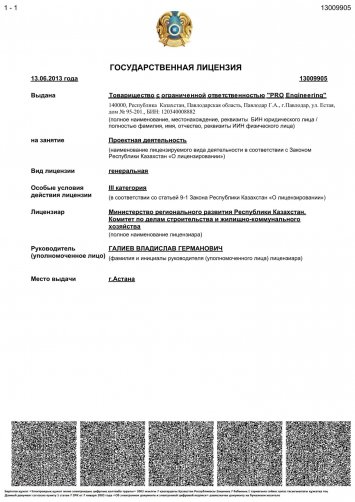 1 - 1
13009905
ГОСУДАРСТВЕННАЯ ЛИЦЕНЗИЯ
13.06.2013 года
13009905
Выдана
Товарищество с ограниченной ответственностью "PRO Engineering"
140000, Республика Казахстан, Павлодарская область, Павлодар Г.А., г.Павлодар, ул. Естая,
дом № 95-201., БИН: 120340008882
(полное наименование, местонахождение, реквизиты БИН юридического лица /
полностью фамилия, имя, отчество, реквизиты ИИН физического лица)
на занятие
Проектная деятельность
(наименование лицензируемого вида деятельности в соответствии с Законом
Республики Казахстан «О лицензировании»)
Вид лицензии
генеральная
Особые условия
действия лицензии
III категория
(в соответствии со статьей 9-1 Закона Республики Казахстан «О лицензировании»)
Лицензиар
Министерство регионального развития Республики Казахстан.
Комитет по делам строительства и жилищно-коммунального
хозяйства
(полное наименование лицензиара)
Руководитель
(уполномоченное лицо)
ГАЛИЕВ ВЛАДИСЛАВ ГЕРМАНОВИЧ
(фамилия и инициалы руководителя (уполномоченного лица) лицензиара)
Место выдачи
г.Астана